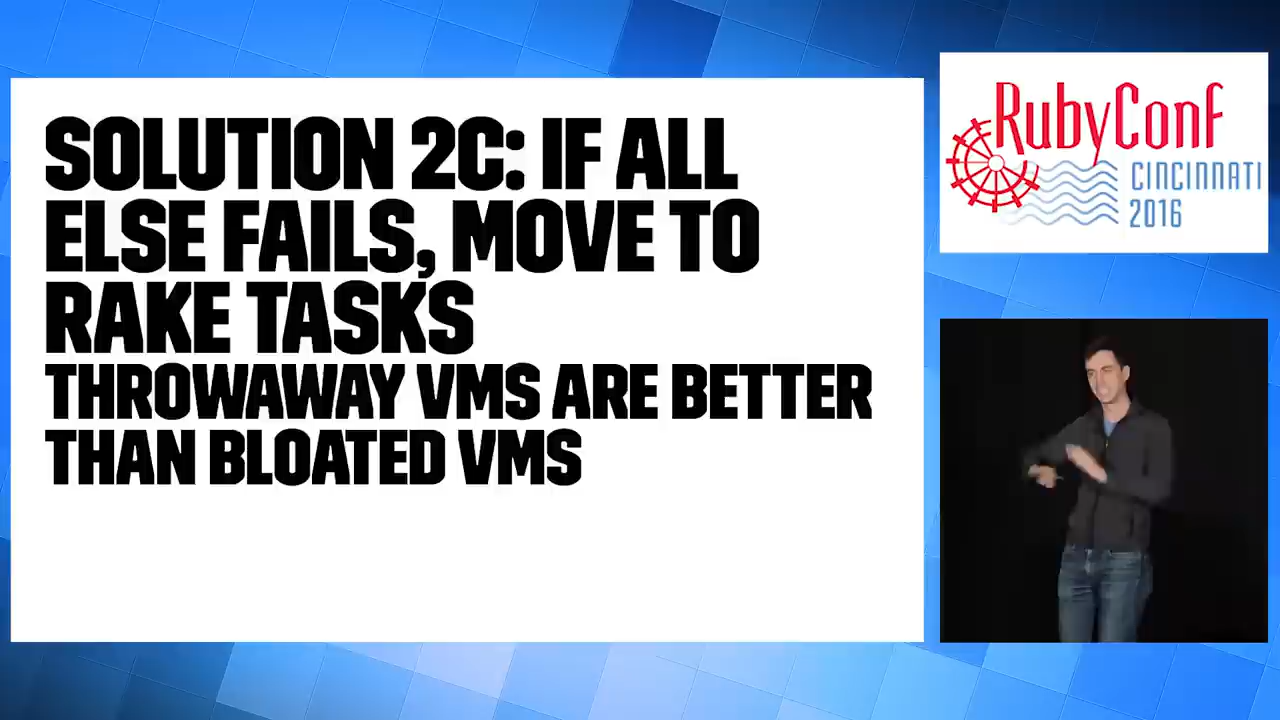 SOLUTION 2C: IF ALL
ELSE FAILS, MOVE TO
RAKE TASKS
THROWAWAY VMS ARE BETTER
THAN BLOATED VMS
RubyConf
CINCINNATI
2016